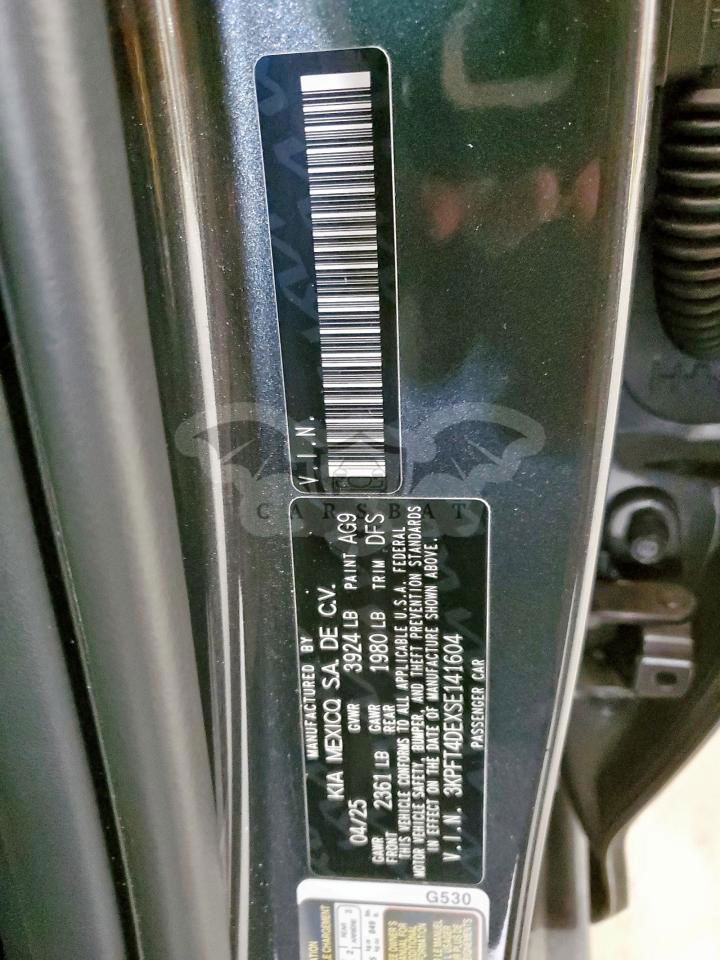 V.I.N.
CARSBAT
MANUFACTURED BY
KIA MEXICO, S.A. DE C.V.
04/25 GVWR 3924 LB PAINT AG9
GAWR FRONT 2361 LB GAWR REAR 1980 LB TRIM DFS
THIS VEHICLE CONFORMS TO ALL APPLICABLE U.S.A. FEDERAL
MOTOR VEHICLE SAFETY, BUMPER, AND THEFT PREVENTION STANDARDS
IN EFFECT ON THE DATE OF MANUFACTURE SHOWN ABOVE.
V.I.N. 3KPFT4DEXSE141604
PASSENGER CAR
G530